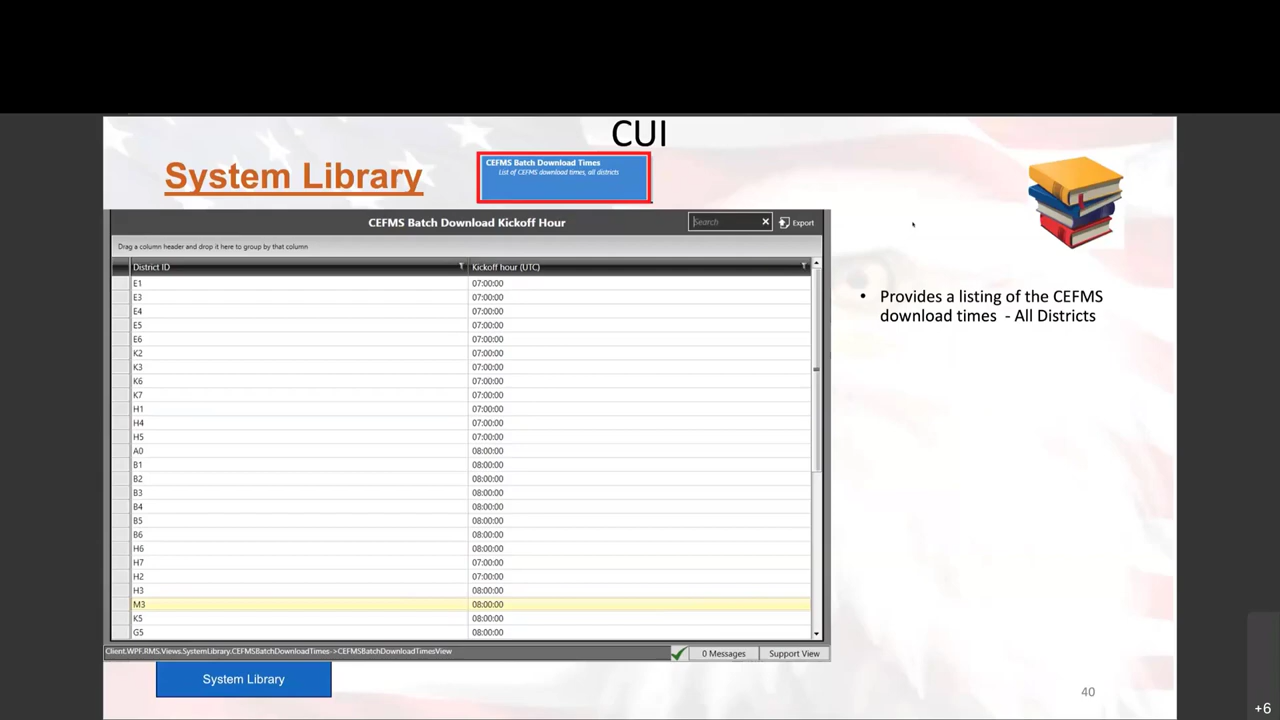 CUI
System Library
CEFMS Batch Download Times
List of CEFMS download times, all districts
CEFMS Batch Download Kickoff Hour
Search
Export
Drag a column header and drop it here to group by that column
District ID Kickoff hour (UTC)
E1 07:00:00
E3 07:00:00
E4 07:00:00
E5 07:00:00
E6 07:00:00
K2 07:00:00
K3 07:00:00
K6 07:00:00
K7 07:00:00
H1 07:00:00
H4 07:00:00
H5 07:00:00
A0 08:00:00
B1 08:00:00
B2 08:00:00
B3 08:00:00
B4 08:00:00
B5 08:00:00
B6 08:00:00
H6 08:00:00
H7 07:00:00
H2 07:00:00
H3 08:00:00
M3 08:00:00
K5 08:00:00
G5 08:00:00
Client.WPF.RMS.Views.SystemLibrary.CEFMSBatchDownloadTimes->CEFMSBatchDownloadTimesView
0 Messages
Support View
• Provides a listing of the CEFMS
download times - All Districts
System Library
40
+6